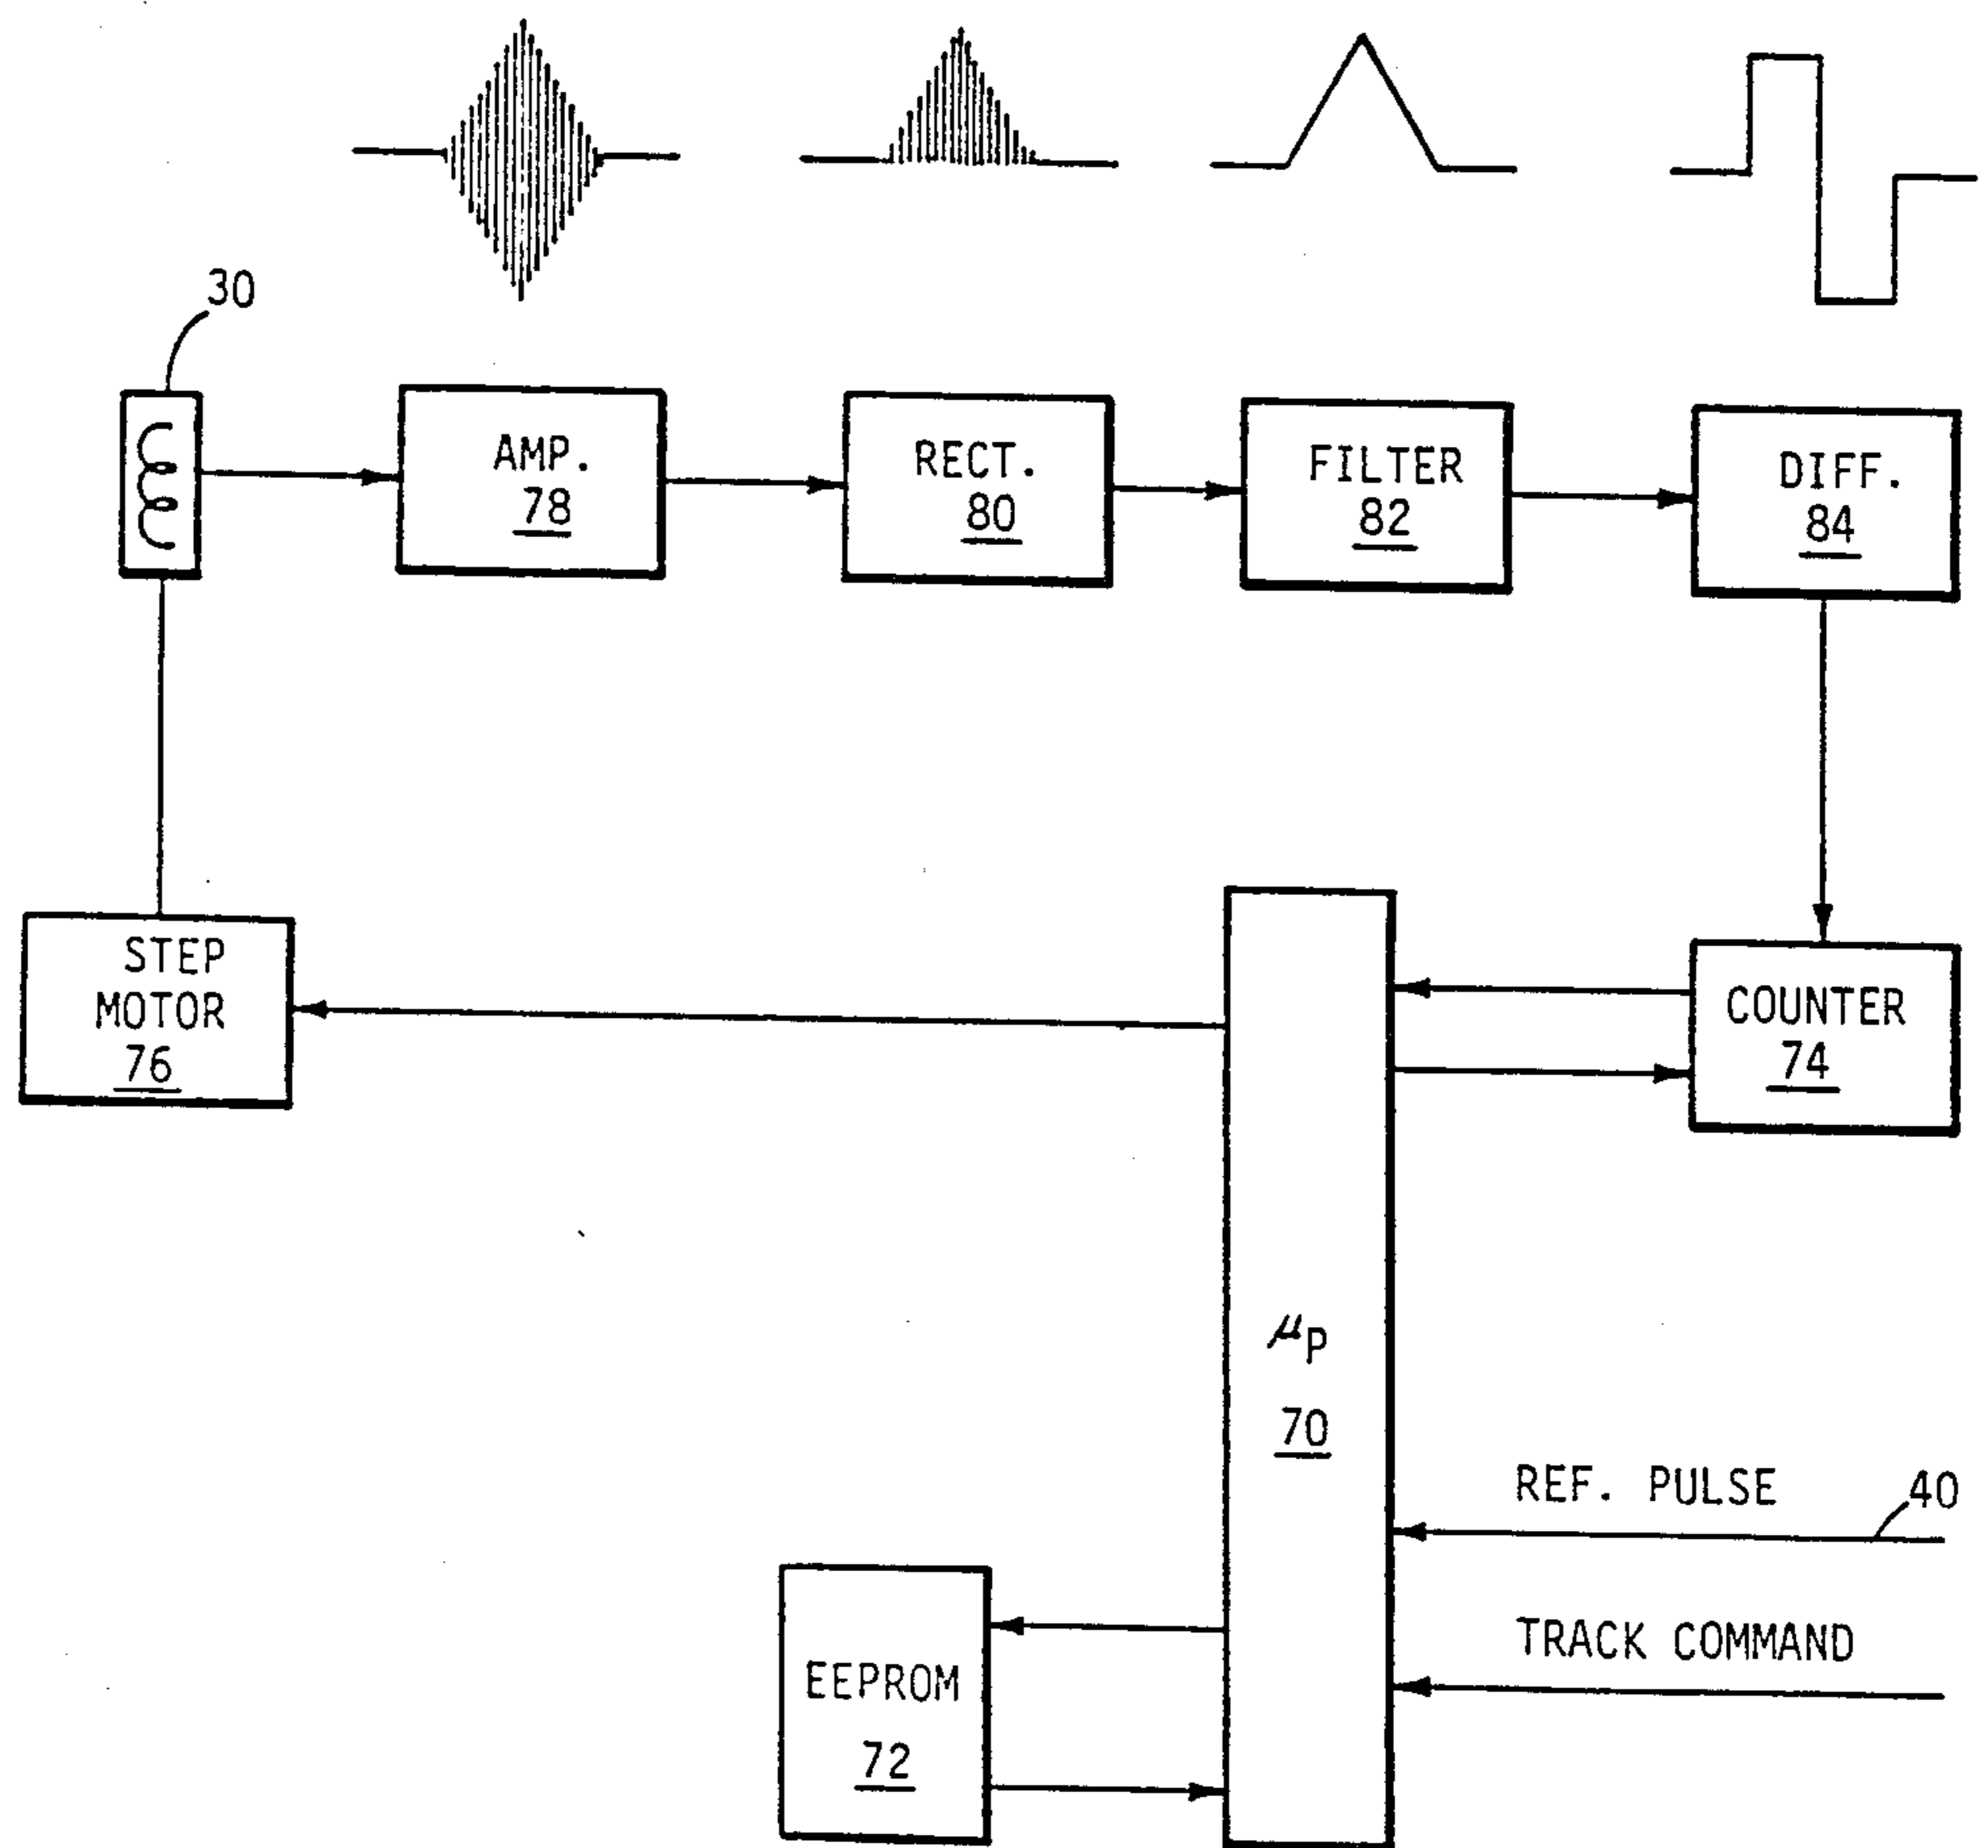 30
AMP.
78
RECT.
80
FILTER
82
DIFF.
84
STEP
MOTOR
76
COUNTER
74
μP
70
REF. PULSE
40
TRACK COMMAND
EEPROM
72